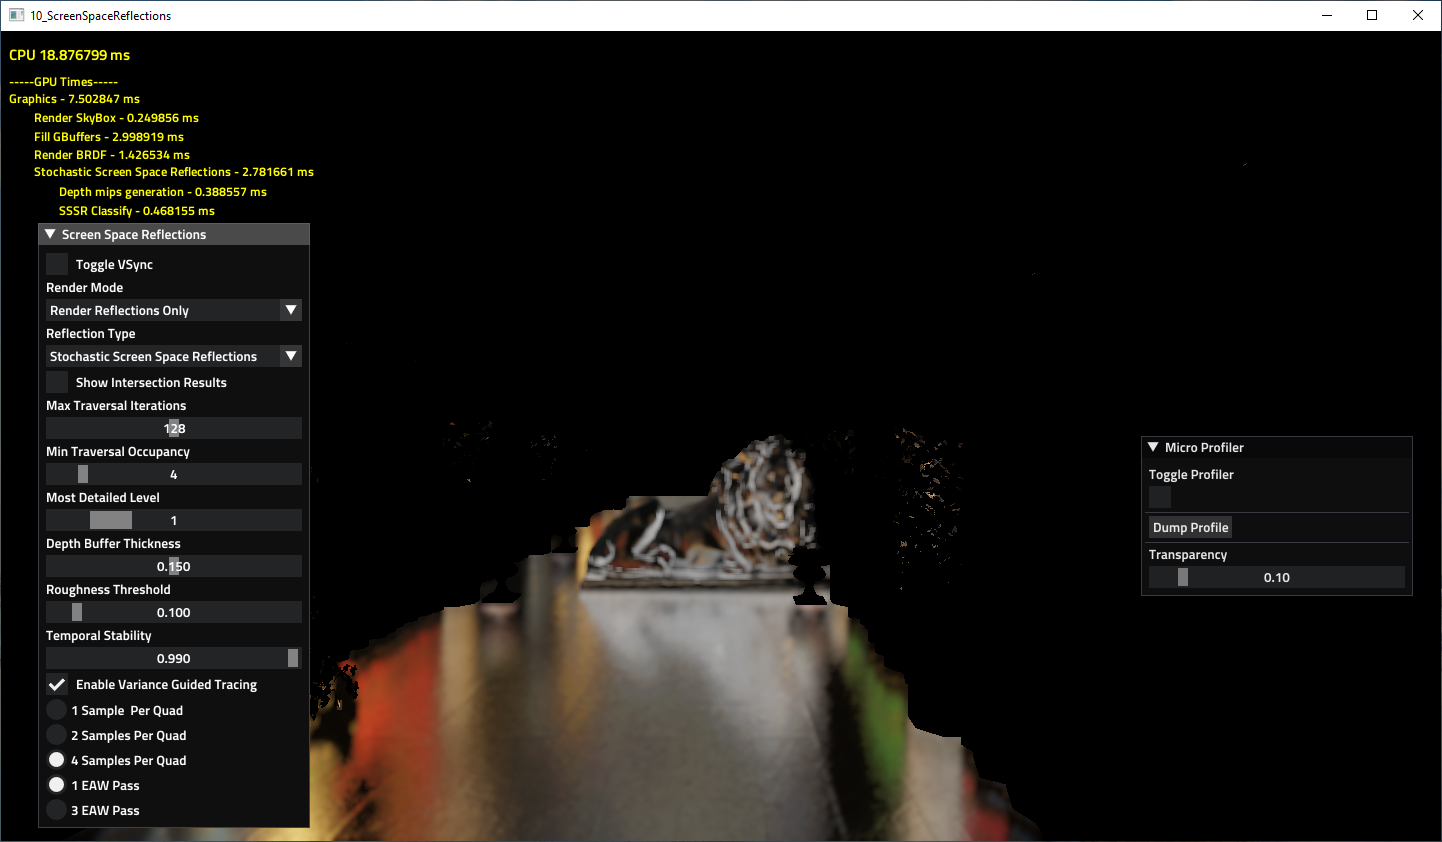 10_ScreenSpaceReflections
CPU 18.876799 ms
-----GPU Times-----
Graphics - 7.502847 ms
Render SkyBox - 0.249856 ms
Fill GBuffers - 2.998919 ms
Render BRDF - 1.426534 ms
Stochastic Screen Space Reflections - 2.781661 ms
Depth mips generation - 0.388557 ms
SSSR Classify - 0.468155 ms
Screen Space Reflections
Toggle VSync
Render Mode
Render Reflections Only
Reflection Type
Stochastic Screen Space Reflections
Show Intersection Results
Max Traversal Iterations
128
Min Traversal Occupancy
4
Most Detailed Level
1
Depth Buffer Thickness
0.150
Roughness Threshold
0.100
Temporal Stability
0.990
Enable Variance Guided Tracing
1 Sample  Per Quad
2 Samples Per Quad
4 Samples Per Quad
1 EAW Pass
3 EAW Pass
Micro Profiler
Toggle Profiler
Dump Profile
Transparency
0.10